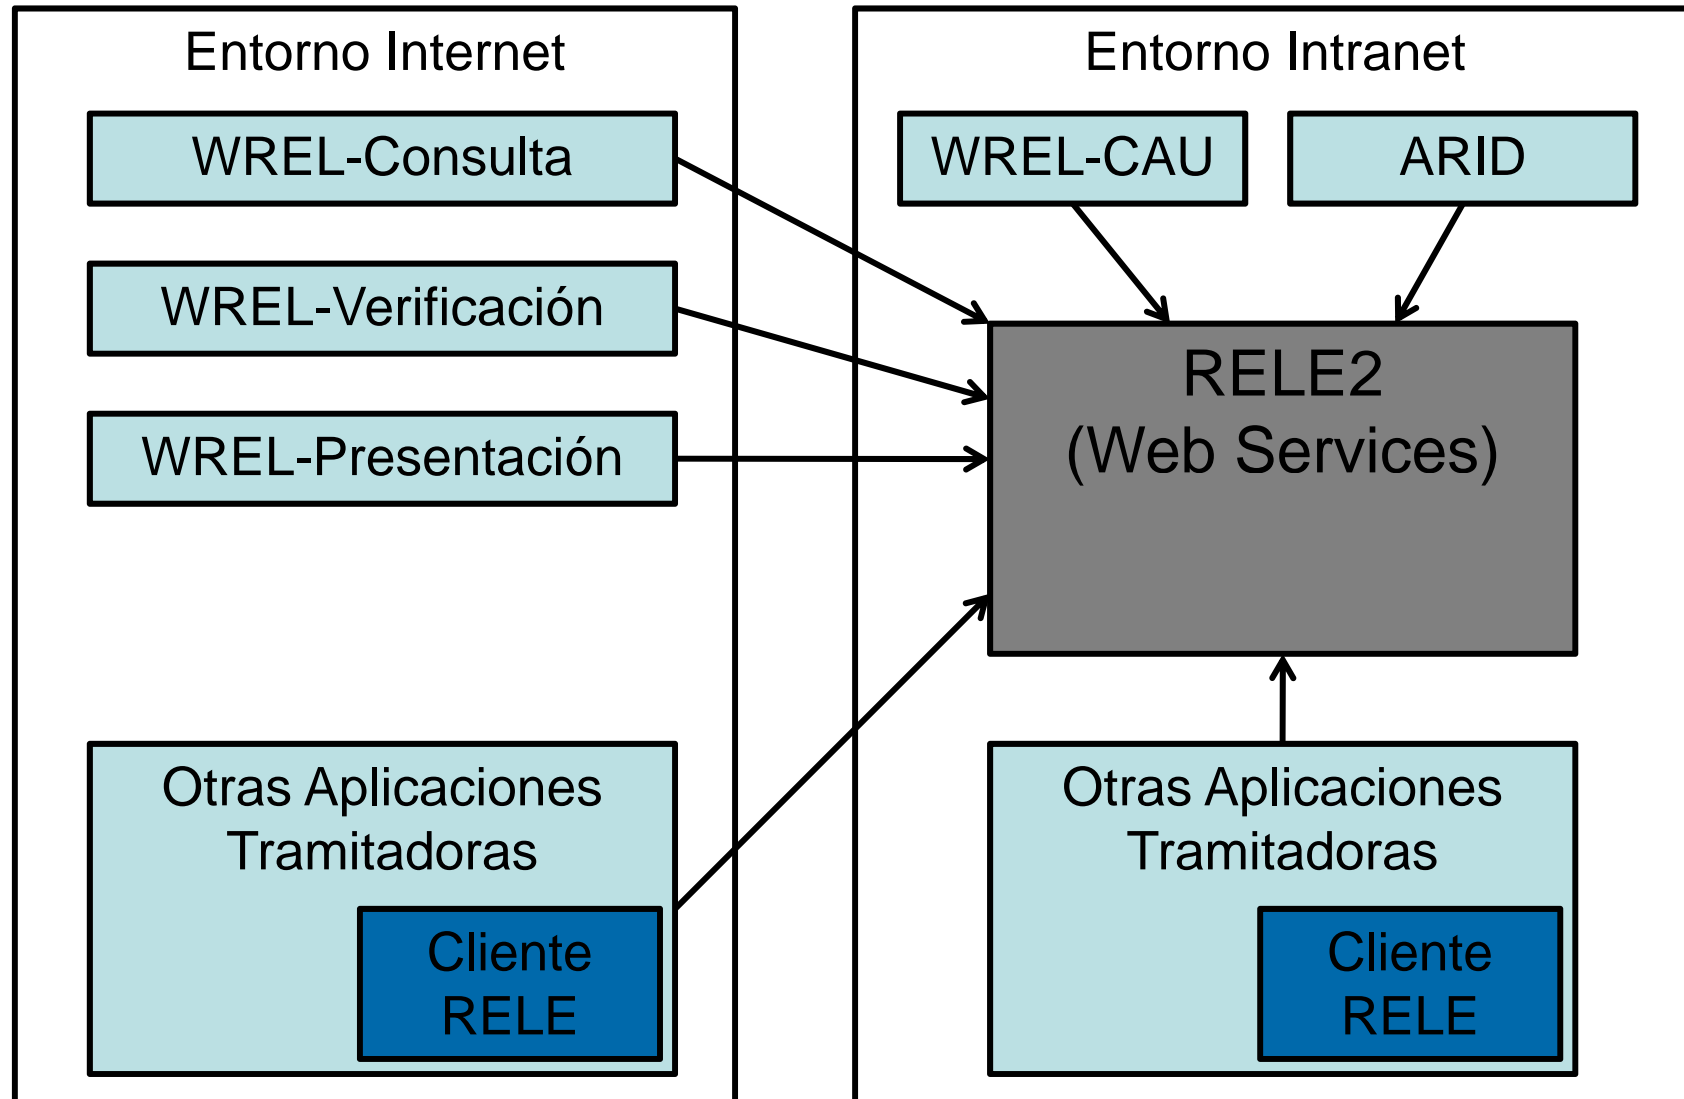 Entorno Internet
WREL-Consulta
WREL-Verificación
WREL-Presentación
Otras Aplicaciones
Tramitadoras
Cliente
RELE
Entorno Intranet
WREL-CAU
ARID
RELE2
(Web Services)
Otras Aplicaciones
Tramitadoras
Cliente
RELE